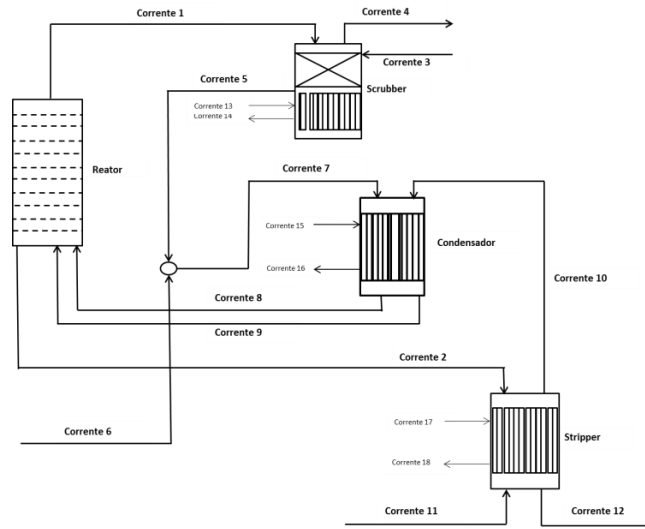 Corrente 1
Corrente 4
Corrente 3
Corrente 5
Scrubber
Corrente 13
Corrente 14
Reator
Corrente 7
Corrente 15
Condensador
Corrente 16
Corrente 10
Corrente 8
Corrente 9
Corrente 2
Corrente 17
Corrente 6
Stripper
Corrente 18
Corrente 11
Corrente 12